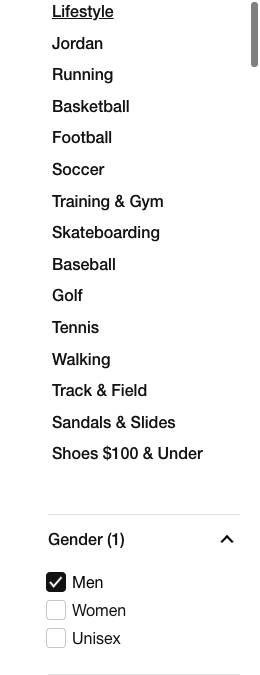 Lifestyle
Jordan
Running
Basketball
Football
Soccer
Training & Gym
Skateboarding
Baseball
Golf
Tennis
Walking
Track & Field
Sandals & Slides
Shoes $100 & Under
Gender (1)
Men
Women
Unisex